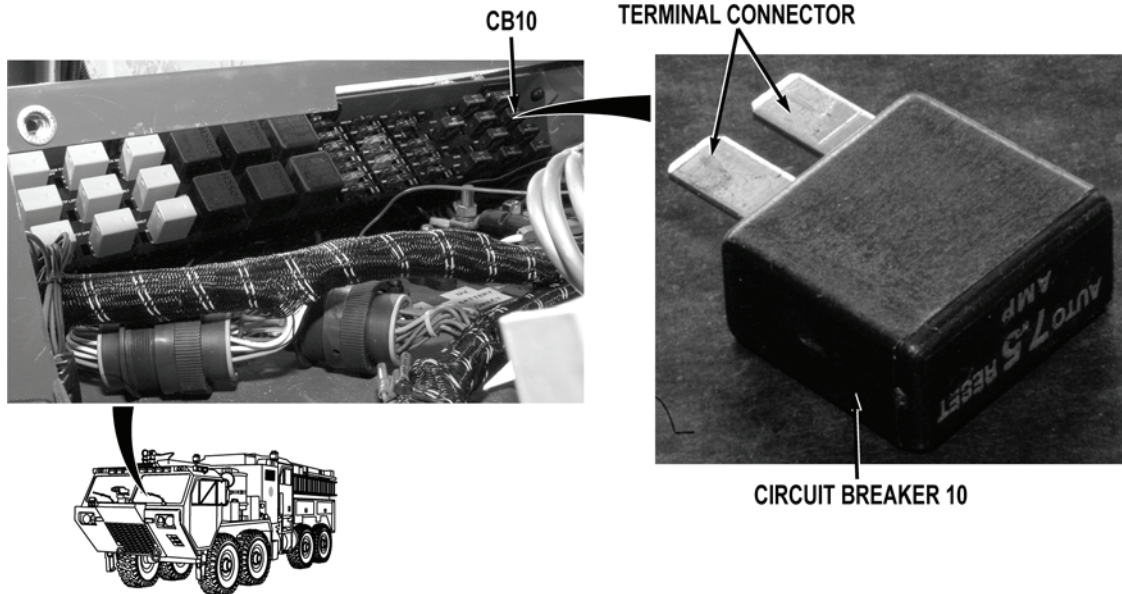 CB10
TERMINAL CONNECTOR
AUTO RESET
7.5
AMP
CIRCUIT BREAKER 10